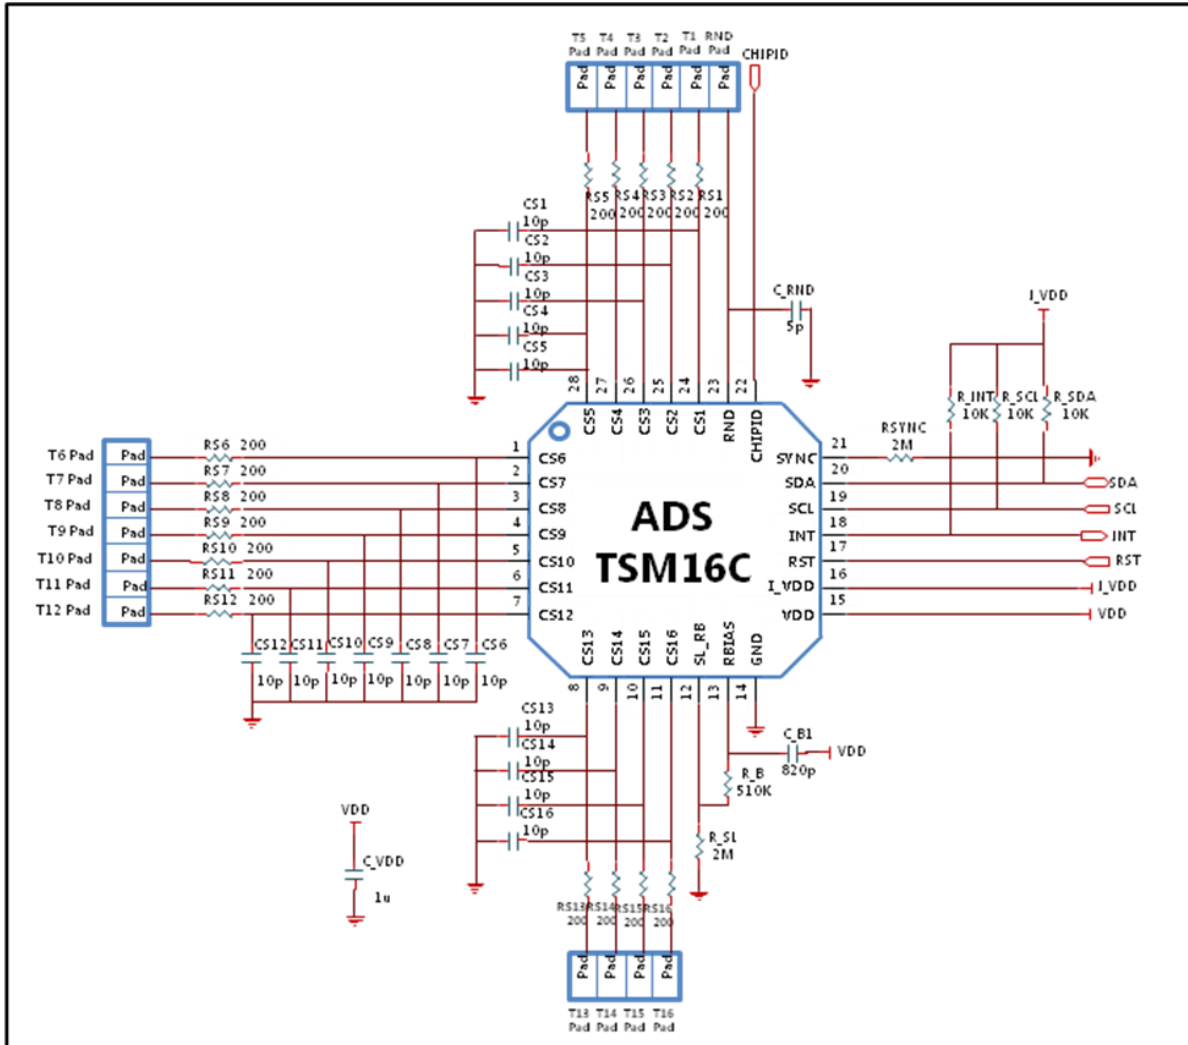 T5 T4 T3 T2 T1 RND
Pad Pad Pad Pad Pad Pad
CHIPID
Pad Pad Pad Pad Pad Pad
RS5 RS4 RS3 RS2 RS1
200 200 200 200 200
CS1
10p
CS2
10p
CS3
10p
CS4
10p
CS5
10p
C_RND
5p
I_VDD
R_INT R_SCL R_SDA
10K 10K 10K
28 27 26 25 24 23 22
CS5 CS4 CS3 CS2 CS1 RND CHIPID
RSYNC
2M
T6 Pad Pad RS6 200 1 CS6
T7 Pad Pad RS7 200 2 CS7
T8 Pad Pad RS8 200 3 CS8
T9 Pad Pad RS9 200 4 CS9
T10 Pad Pad RS10 200 5 CS10
T11 Pad Pad RS11 200 6 CS11
T12 Pad Pad RS12 200 7 CS12
ADS
TSM16C
SYNC 21
SDA 20 SDA
SCL 19 SCL
INT 18 INT
RST 17 RST
I_VDD 16 I_VDD
VDD 15 VDD
CS13 CS14 CS15 CS16 SL_RB RBIAS GND
8 9 10 11 12 13 14
CS12 CS11 CS10 CS9 CS8 CS7 CS6
10p 10p 10p 10p 10p 10p 10p
CS13
10p
CS14
10p
CS15
10p
CS16
10p
C_B1
820p
VDD
R_B
510K
R_SL
2M
VDD
C_VDD
1u
RS13 RS14 RS15 RS16
200 200 200 200
Pad Pad Pad Pad
T13 T14 T15 T16
Pad Pad Pad Pad